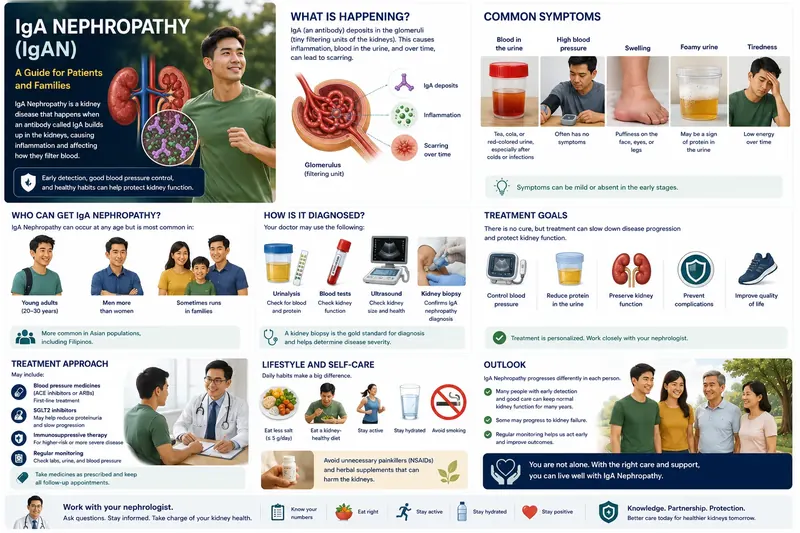 IgA NEPHROPATHY
(IgAN)
A Guide for Patients
and Families
IgA Nephropathy is a kidney
disease that happens when
an antibody called IgA builds
up in the kidneys, causing
inflammation and affecting
how they filter blood.
Early detection, good blood pressure control,
and healthy habits can help protect kidney function.
WHAT IS HAPPENING?
IgA (an antibody) deposits in the glomeruli
(tiny filtering units of the kidneys). This causes
inflammation, blood in the urine, and over time,
can lead to scarring.
IgA deposits
Inflammation
Scarring
over time
Glomerulus
(filtering unit)
COMMON SYMPTOMS
Blood in
the urine
High blood
pressure
Swelling
Foamy urine
Tiredness
Tea, cola, or
red-colored urine,
especially after
colds or infections
Often has no
symptoms
Puffiness on the
face, eyes, or
legs
May be a sign
of protein in
the urine
Low energy over
time
Symptoms can be mild or absent in the early stages.
WHO CAN GET IgA NEPHROPATHY?
IgA Nephropathy can occur at any age but is most common in:
Young adults
(20–30 years)
Men more
than women
Sometimes runs
in families
More common in Asian populations,
including Filipinos.
HOW IS IT DIAGNOSED?
Your doctor may use the following:
Urinalysis
Check for blood
and protein
Blood tests
Check kidney
function
Ultrasound
Check kidney
size and health
Kidney biopsy
Confirms IgA
nephropathy
diagnosis
A kidney biopsy is the gold standard for diagnosis
and helps determine disease severity.
TREATMENT GOALS
There is no cure, but treatment can slow down disease progression
and protect kidney function.
Control blood
pressure
Reduce protein
in the urine
Preserve kidney
function
Prevent
complications
Improve quality
of life
Treatment is personalized. Work closely with your nephrologist.
TREATMENT APPROACH
May include:
Blood pressure medicines
(ACE inhibitors or ARBs)
First-line treatment
SGLT2 inhibitors
May help reduce proteinuria
and slow progression
Immunosuppressive therapy
For higher-risk or more severe disease
Regular monitoring
Check labs, urine, and blood pressure
Take medicines as prescribed and keep
all follow-up appointments.
LIFESTYLE AND SELF-CARE
Daily habits make a big difference.
Eat less salt
(≤ 5 g/day)
Eat a kidney-
healthy diet
Stay active
Stay hydrated
Avoid smoking
Avoid unnecessary painkillers (NSAIDs)
and herbal supplements that can
harm the kidneys.
OUTLOOK
IgA Nephropathy progresses differently in each person.
Many people with early detection
and good care can keep normal
kidney function for many years.
Some may progress to kidney failure.
Regular monitoring helps us act early
and improve outcomes.
You are not alone. With the right care and support,
you can live well with IgA Nephropathy.
Work with your nephrologist.
Ask questions. Stay informed. Take charge of your kidney health.
Know your
numbers
Eat right
Stay active
Stay hydrated
Stay positive
Knowledge. Partnership. Protection.
Better care today for healthier kidneys tomorrow.